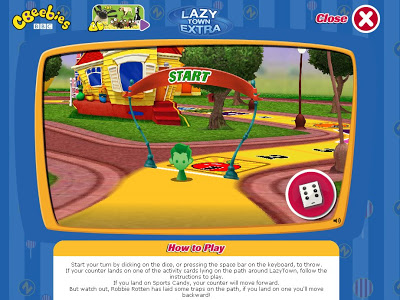 CBeebies
BBC
LAZY
TOWN
EXTRA
Close
START
How to Play
Start your turn by clicking on the dice, or pressing the space bar on the keyboard, to throw.
If your counter lands on one of the activity cards lying on the path around LazyTown, follow the
instructions to play.
If you land on Sports Candy, your counter will move forward.
But watch out, Robbie Rotten has laid some traps on the path, if you land on one you'll move
backward!